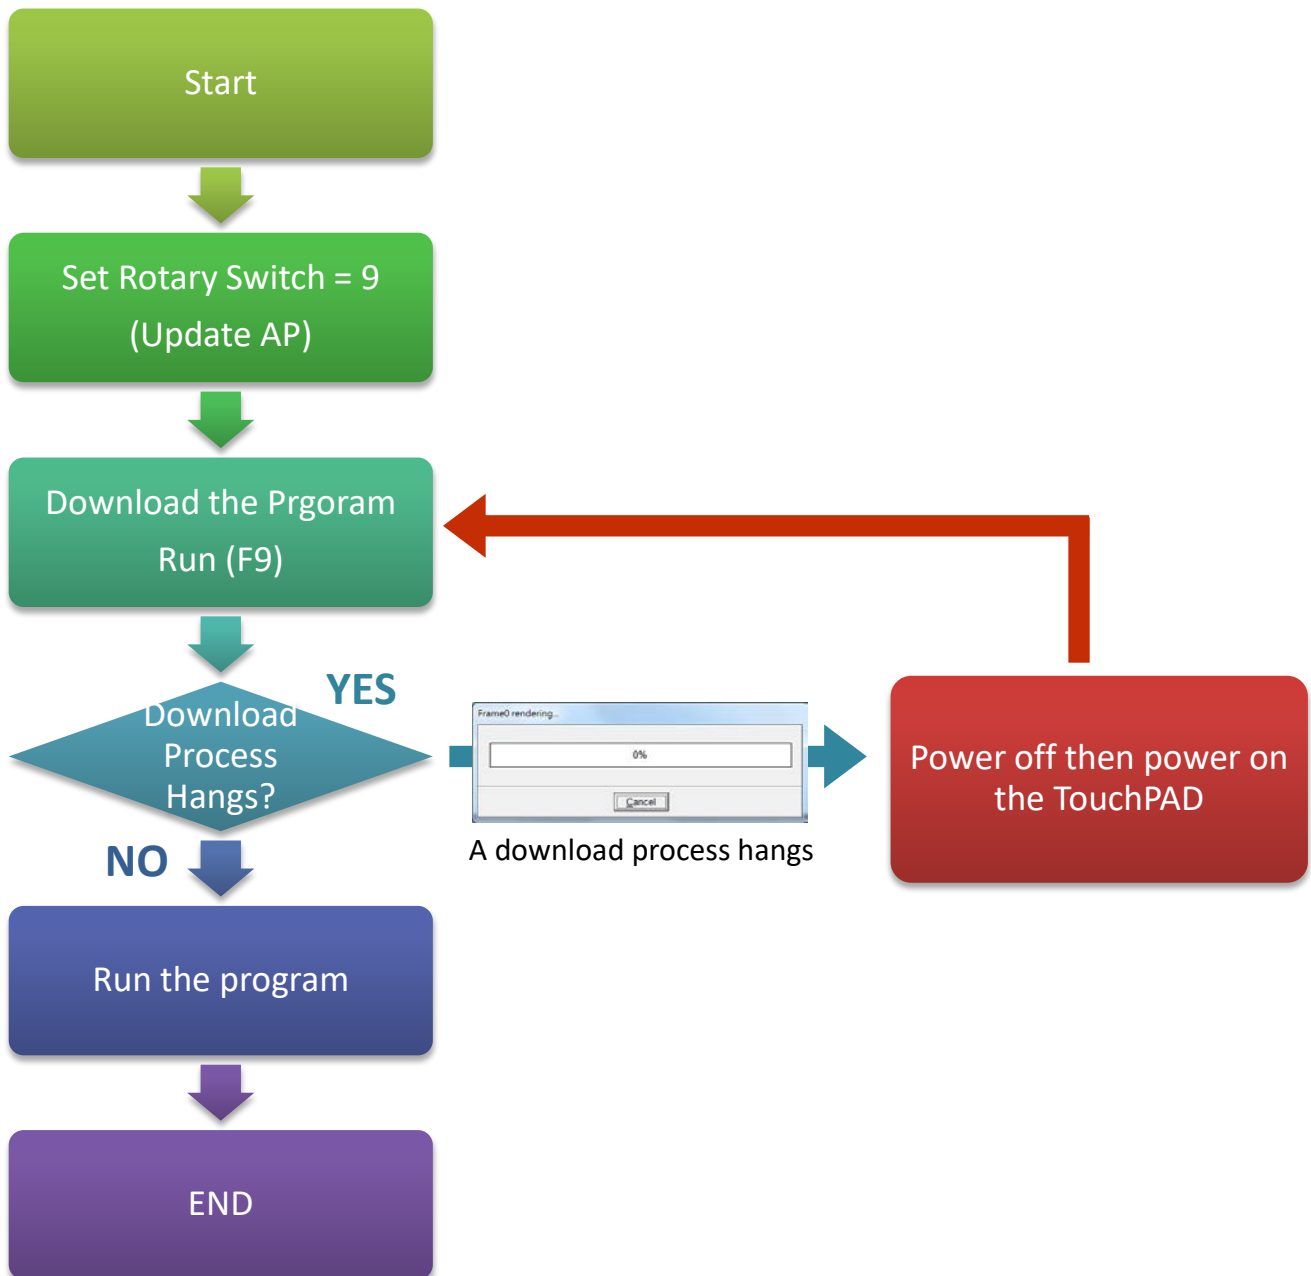 Start
Set Rotary Switch = 9
(Update AP)
Download the Prgoram
Run (F9)
Download
Process
Hangs?
YES
Frame0 rendering...
0%
Cancel
A download process hangs
Power off then power on
the TouchPAD
NO
Run the program
END